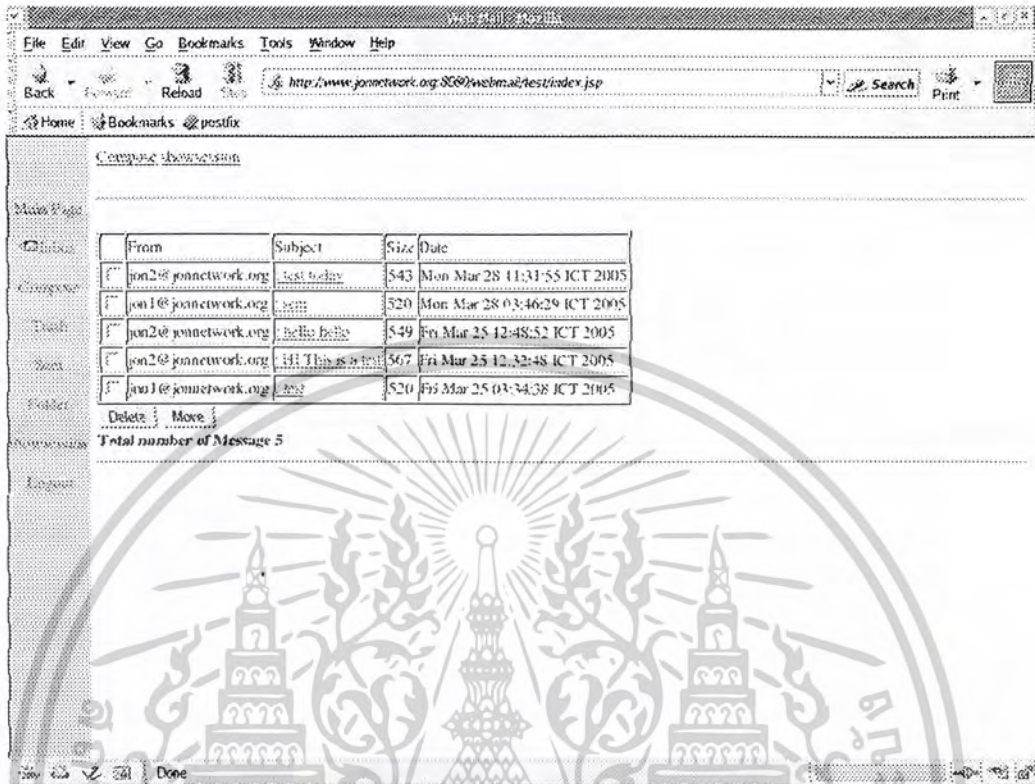 Web Mail - Mozilla
File Edit View Go Bookmarks Tools Window Help
Back Forward Reload Stop http://www.jonnetwork.org:8080/webmail/test/index.jsp Search Print
Home Bookmarks postfix
Compose showsession
Main Page
Inbox
Compose
Trash
Sent
Folder
Logout
From Subject Size Date
jon2@jonnetwork.org : test today 543 Mon Mar 28 11:31:55 ICT 2005
jon1@jonnetwork.org : sent 520 Mon Mar 28 03:46:29 ICT 2005
jon2@jonnetwork.org : hello hello 549 Fri Mar 25 12:48:52 ICT 2005
jon2@jonnetwork.org : HI This is a test 567 Fri Mar 25 12:32:48 ICT 2005
jon1@jonnetwork.org : test 520 Fri Mar 25 03:34:38 ICT 2005
Delete Move
Total number of Message 5
Done